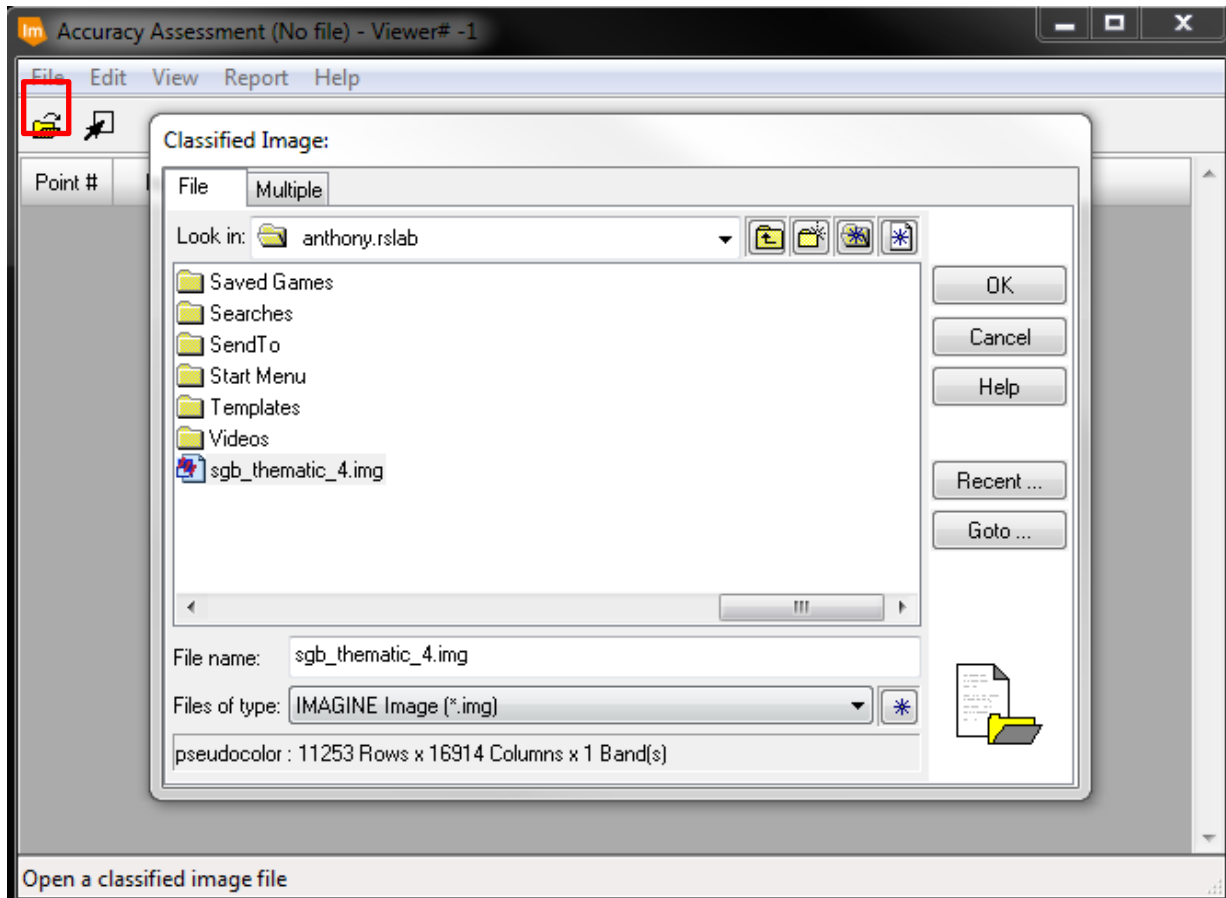 Im Accuracy Assessment (No file) - Viewer# -1
File Edit View Report Help
Classified Image:
Point #
File Multiple
Look in: anthony.rslab
Saved Games
Searches
SendTo
Start Menu
Templates
Videos
sgb_thematic_4.img
OK
Cancel
Help
Recent ...
Goto ...
File name: sgb_thematic_4.img
Files of type: IMAGINE Image (*.img)
pseudocolor : 11253 Rows x 16914 Columns x 1 Band(s)
Open a classified image file